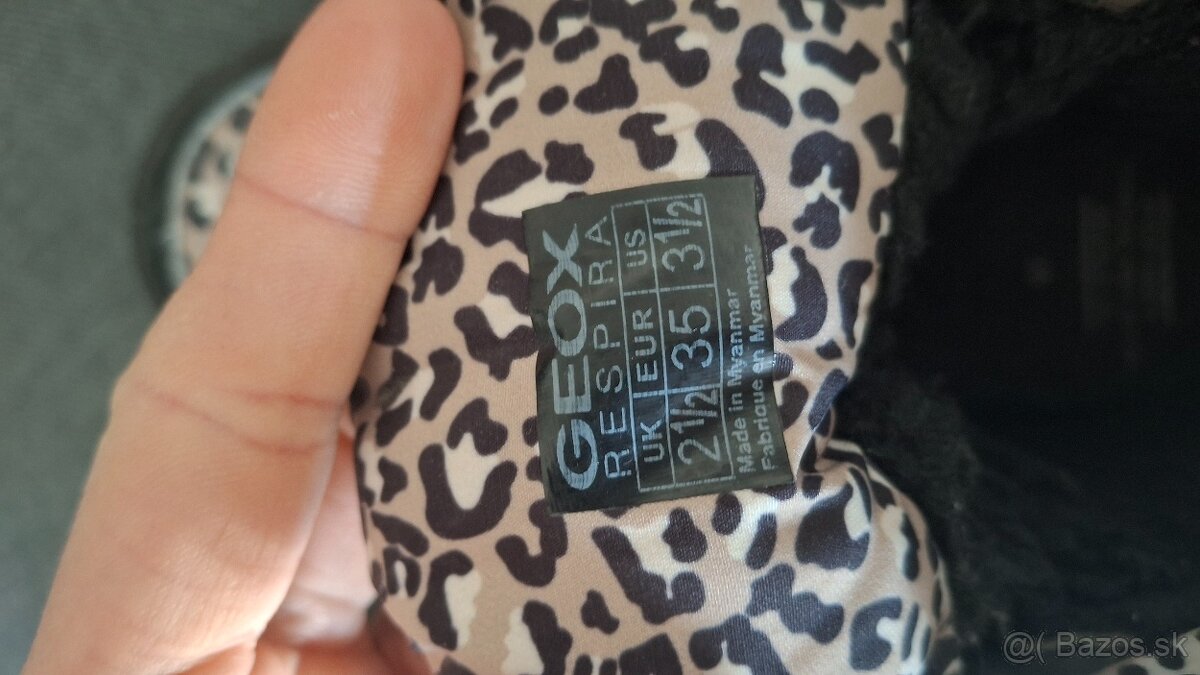 GEOX
RESPIRA
UK EUR US
2 1/2 35 3 1/2
Made in Myanmar
Fabriqué en Myanmar
@( Bazos.sk